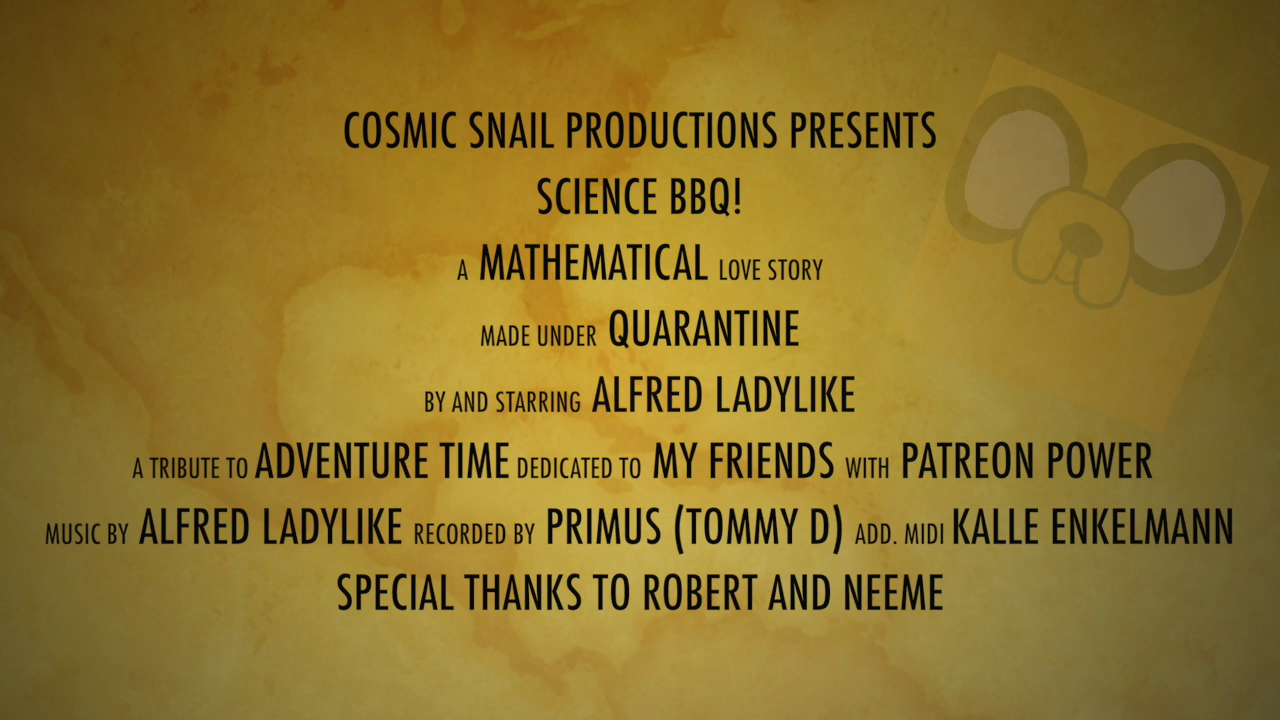 COSMIC SNAIL PRODUCTIONS PRESENTS
SCIENCE BBQ!
A MATHEMATICAL LOVE STORY
MADE UNDER QUARANTINE
BY AND STARRING ALFRED LADYLIKE
A TRIBUTE TO ADVENTURE TIME DEDICATED TO MY FRIENDS WITH PATREON POWER
MUSIC BY ALFRED LADYLIKE RECORDED BY PRIMUS (TOMMY D) ADD. MIDI KALLE ENKELMANN
SPECIAL THANKS TO ROBERT AND NEEME